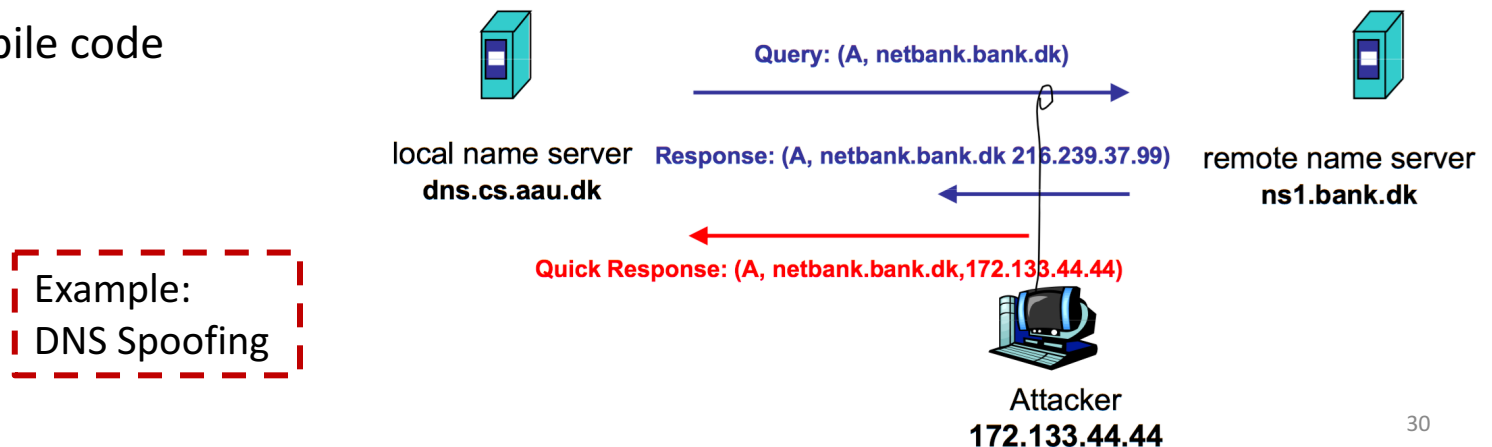 bile code
Query: (A, netbank.bank.dk)
local name server
dns.cs.aau.dk
Response: (A, netbank.bank.dk 216.239.37.99)
remote name server
ns1.bank.dk
Quick Response: (A, netbank.bank.dk,172.133.44.44)
Example:
DNS Spoofing
Attacker
172.133.44.44
30